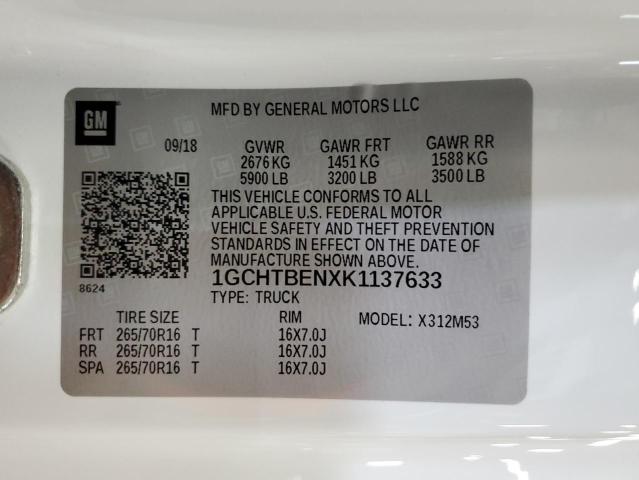 GM
MFD BY GENERAL MOTORS LLC
09/18 GVWR GAWR FRT GAWR RR
2676 KG 1451 KG 1588 KG
5900 LB 3200 LB 3500 LB
THIS VEHICLE CONFORMS TO ALL
APPLICABLE U.S. FEDERAL MOTOR
VEHICLE SAFETY AND THEFT PREVENTION
STANDARDS IN EFFECT ON THE DATE OF
MANUFACTURE SHOWN ABOVE.
8624
1GCHTBENXK1137633
TYPE: TRUCK
TIRE SIZE RIM MODEL: X312M53
FRT 265/70R16 T 16X7.0J
RR 265/70R16 T 16X7.0J
SPA 265/70R16 T 16X7.0J